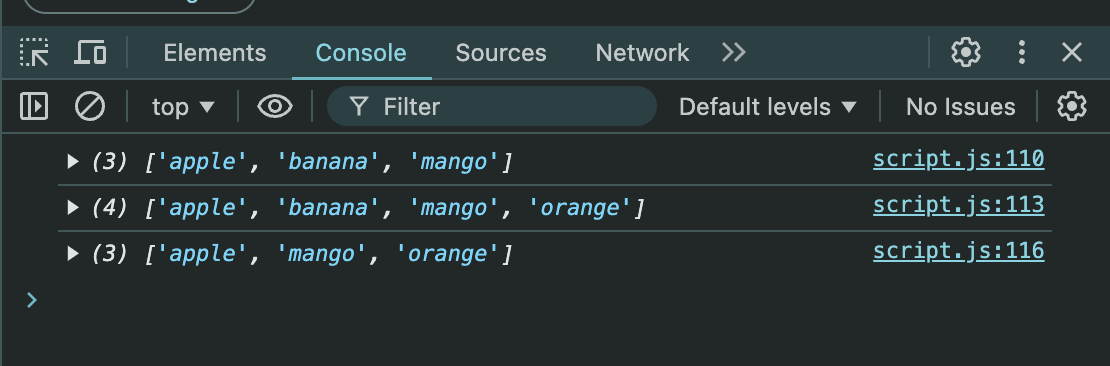 Elements Console Sources Network
top Filter Default levels No Issues
(3) ['apple', 'banana', 'mango'] script.js:110
(4) ['apple', 'banana', 'mango', 'orange'] script.js:113
(3) ['apple', 'mango', 'orange'] script.js:116